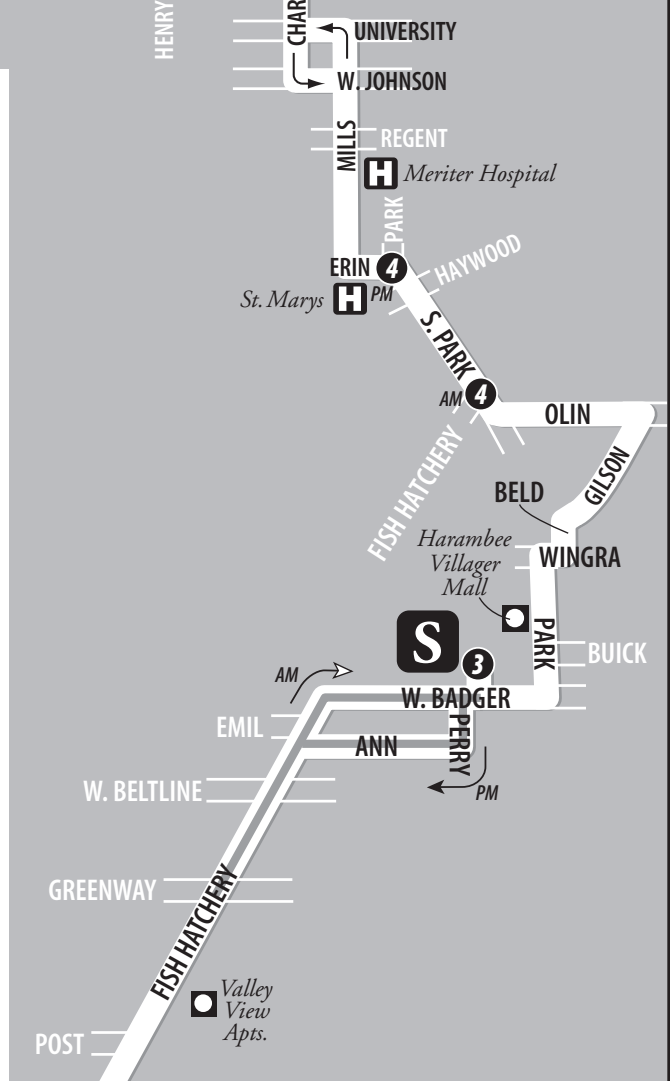 HENRY
CHAR
UNIVERSITY
W. JOHNSON
MILLS
REGENT
H Meriter Hospital
PARK
ERIN 4
HAYWOOD
St. Marys H PM
S. PARK
AM 4
OLIN
FISH HATCHERY
GILSON
BELD
Harambee
Villager
Mall
WINGRA
PARK
S
3
BUICK
AM
W. BADGER
EMIL
ANN
PERRY
W. BELTLINE
PM
GREENWAY
FISH HATCHERY
Valley
View
Apts.
POST